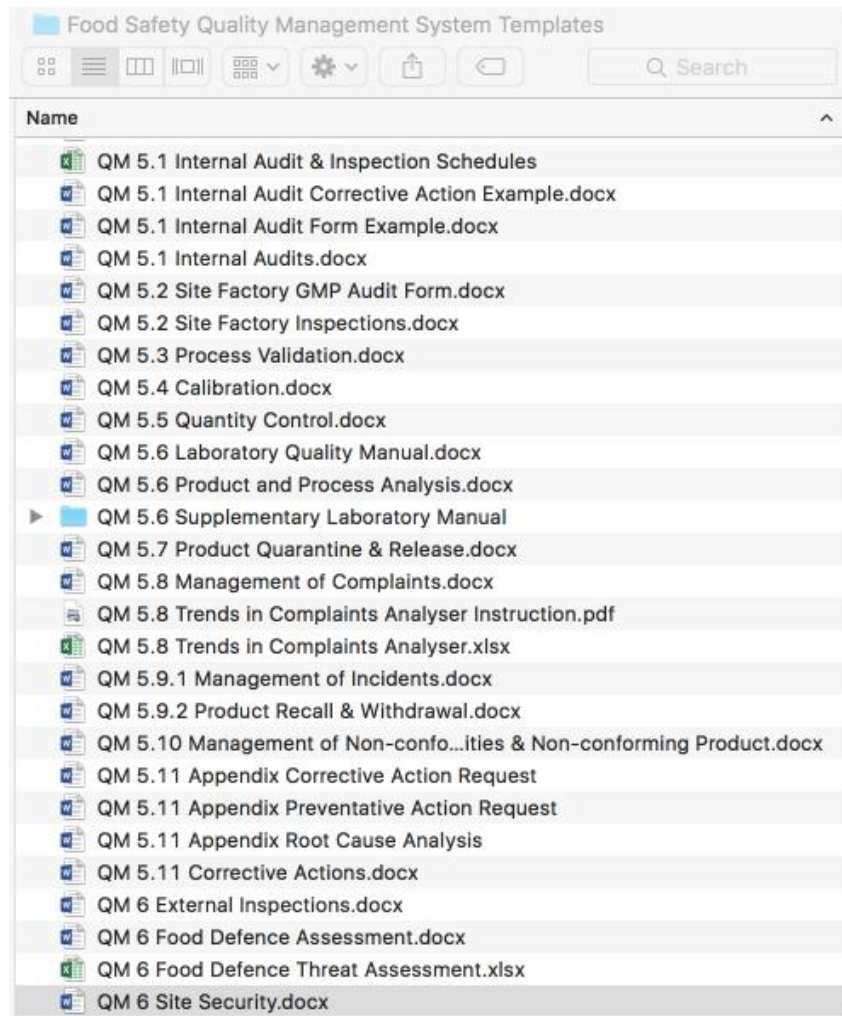 Food Safety Quality Management System Templates
Search
Name
QM 5.1 Internal Audit & Inspection Schedules
QM 5.1 Internal Audit Corrective Action Example.docx
QM 5.1 Internal Audit Form Example.docx
QM 5.1 Internal Audits.docx
QM 5.2 Site Factory GMP Audit Form.docx
QM 5.2 Site Factory Inspections.docx
QM 5.3 Process Validation.docx
QM 5.4 Calibration.docx
QM 5.5 Quantity Control.docx
QM 5.6 Laboratory Quality Manual.docx
QM 5.6 Product and Process Analysis.docx
QM 5.6 Supplementary Laboratory Manual
QM 5.7 Product Quarantine & Release.docx
QM 5.8 Management of Complaints.docx
QM 5.8 Trends in Complaints Analyser Instruction.pdf
QM 5.8 Trends in Complaints Analyser.xlsx
QM 5.9.1 Management of Incidents.docx
QM 5.9.2 Product Recall & Withdrawal.docx
QM 5.10 Management of Non-confo...ities & Non-conforming Product.docx
QM 5.11 Appendix Corrective Action Request
QM 5.11 Appendix Preventative Action Request
QM 5.11 Appendix Root Cause Analysis
QM 5.11 Corrective Actions.docx
QM 6 External Inspections.docx
QM 6 Food Defence Assessment.docx
QM 6 Food Defence Threat Assessment.xlsx
QM 6 Site Security.docx